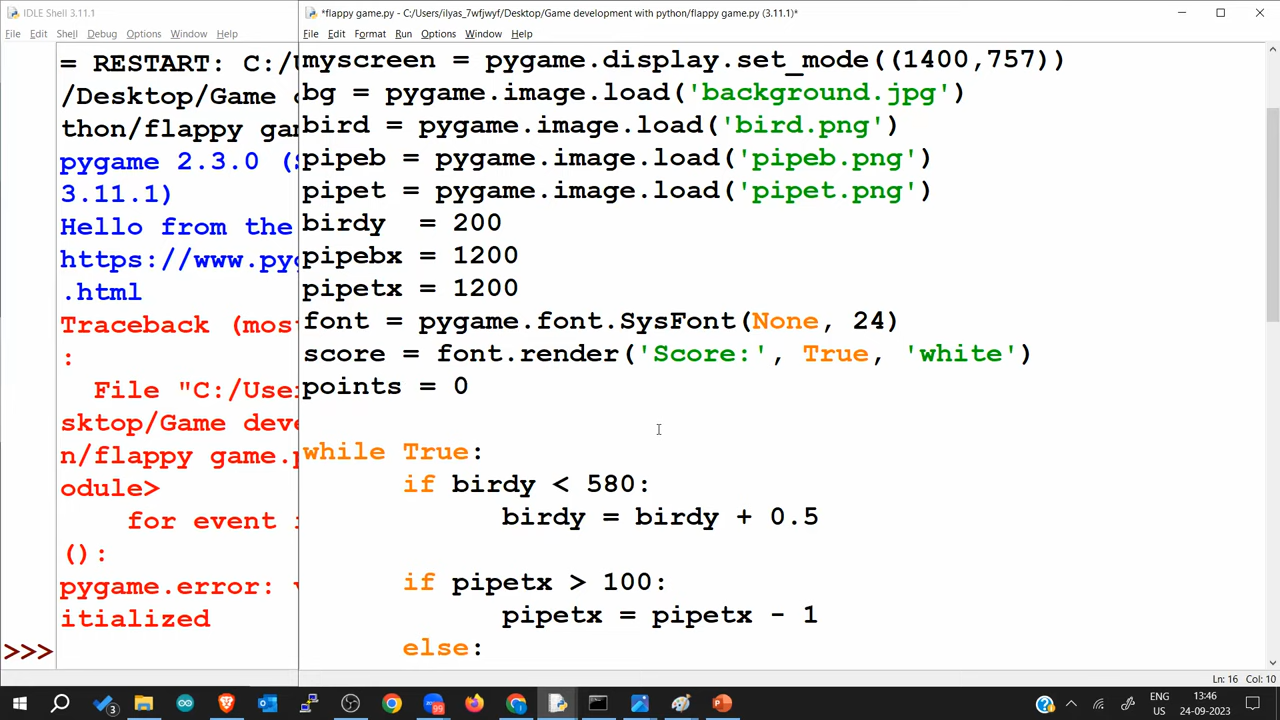 IDLE Shell 3.11.1
File Edit Shell Debug Options Window Help
= RESTART: C:/
/Desktop/Game
thon/flappy ga
pygame 2.3.0 (
3.11.1)
Hello from the
https://www.pyg
.html
Traceback (mos
:
File "C:/Use
sktop/Game dev
n/flappy game.
odule>
for event
():
pygame.error:
itialized
>>>
*flappy game.py - C:/Users/ilyas_7wfjwyf/Desktop/Game development with python/flappy game.py (3.11.1)*
File Edit Format Run Options Window Help
myscreen = pygame.display.set_mode((1400,757))
bg = pygame.image.load('background.jpg')
bird = pygame.image.load('bird.png')
pipeb = pygame.image.load('pipeb.png')
pipet = pygame.image.load('pipet.png')
birdy  = 200
pipebx = 1200
pipetx = 1200
font = pygame.font.SysFont(None, 24)
score = font.render('Score:', True, 'white')
points = 0
while True:
if birdy < 580:
birdy = birdy + 0.5
if pipetx > 100:
pipetx = pipetx - 1
else:
Ln: 16 Col: 10
3
99
ENG
US
13:46
24-09-2023